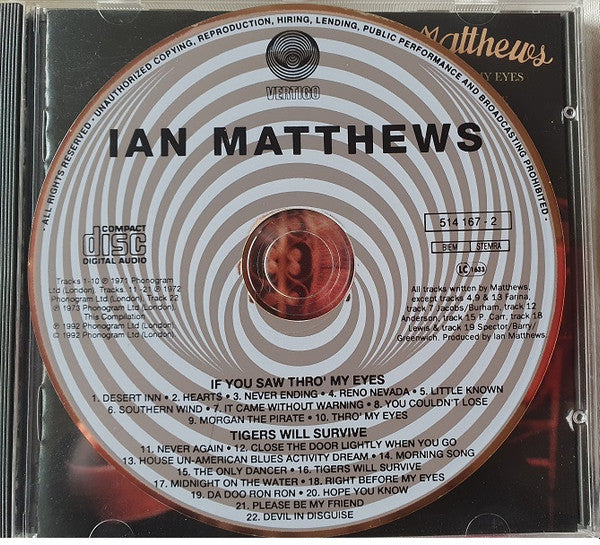 Matthews
MY EYES
· ALL RIGHTS RESERVED · UNAUTHORIZED COPYING, REPRODUCTION, HIRING, LENDING, PUBLIC PERFORMANCE AND BROADCASTING PROHIBITED ·
VERTIGO
IAN MATTHEWS
COMPACT
disc
DIGITAL AUDIO
514 167 - 2
BIEM
STEMRA
LC 1633
Tracks 1-10 ℗ 1971 Phonogram
Ltd (London). Tracks. 11-21 ℗ 1972
Phonogram Ltd (London), Track 22
℗ 1973 Phonogram Ltd (London).
This Compilation
℗ 1992 Phonogram Ltd (London)
© 1992 Phonogram Ltd (London).
All tracks written by Matthews,
except tracks 4,9 & 13 Farina,
track 7 Jacobs/Burham, track 12
Anderson, track 15 P. Carr, track 18
Lewis & track 19 Spector/Barry/
Greenwich. Produced by Ian Matthews.
IF YOU SAW THRO' MY EYES
1. DESERT INN • 2. HEARTS • 3. NEVER ENDING • 4. RENO NEVADA • 5. LITTLE KNOWN
6. SOUTHERN WIND • 7. IT CAME WITHOUT WARNING • 8. YOU COULDN'T LOSE
9. MORGAN THE PIRATE • 10. THRO' MY EYES
TIGERS WILL SURVIVE
11. NEVER AGAIN • 12. CLOSE THE DOOR LIGHTLY WHEN YOU GO
13. HOUSE UN-AMERICAN BLUES ACTIVITY DREAM • 14. MORNING SONG
15. THE ONLY DANCER • 16. TIGERS WILL SURVIVE
17. MIDNIGHT ON THE WATER • 18. RIGHT BEFORE MY EYES
19. DA DOO RON RON • 20. HOPE YOU KNOW
21. PLEASE BE MY FRIEND
22. DEVIL IN DISGUISE